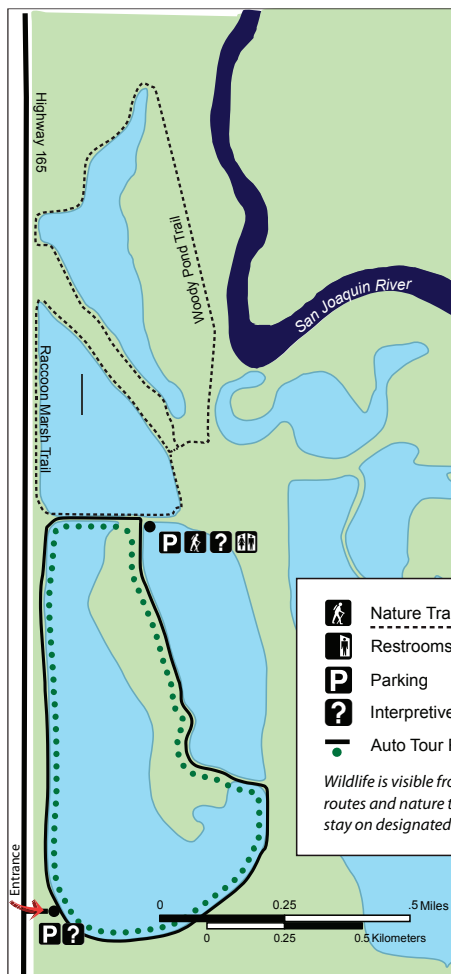 Highway 165
Woody Pond Trail
San Joaquin River
Raccoon Marsh Trail
P ?
Nature Tra
Restrooms
P Parking
? Interpretive
Auto Tour
Wildlife is visible fro
routes and nature t
stay on designated
Entrance
P ?
0 0.25 .5 Miles
0 0.25 0.5 Kilometers